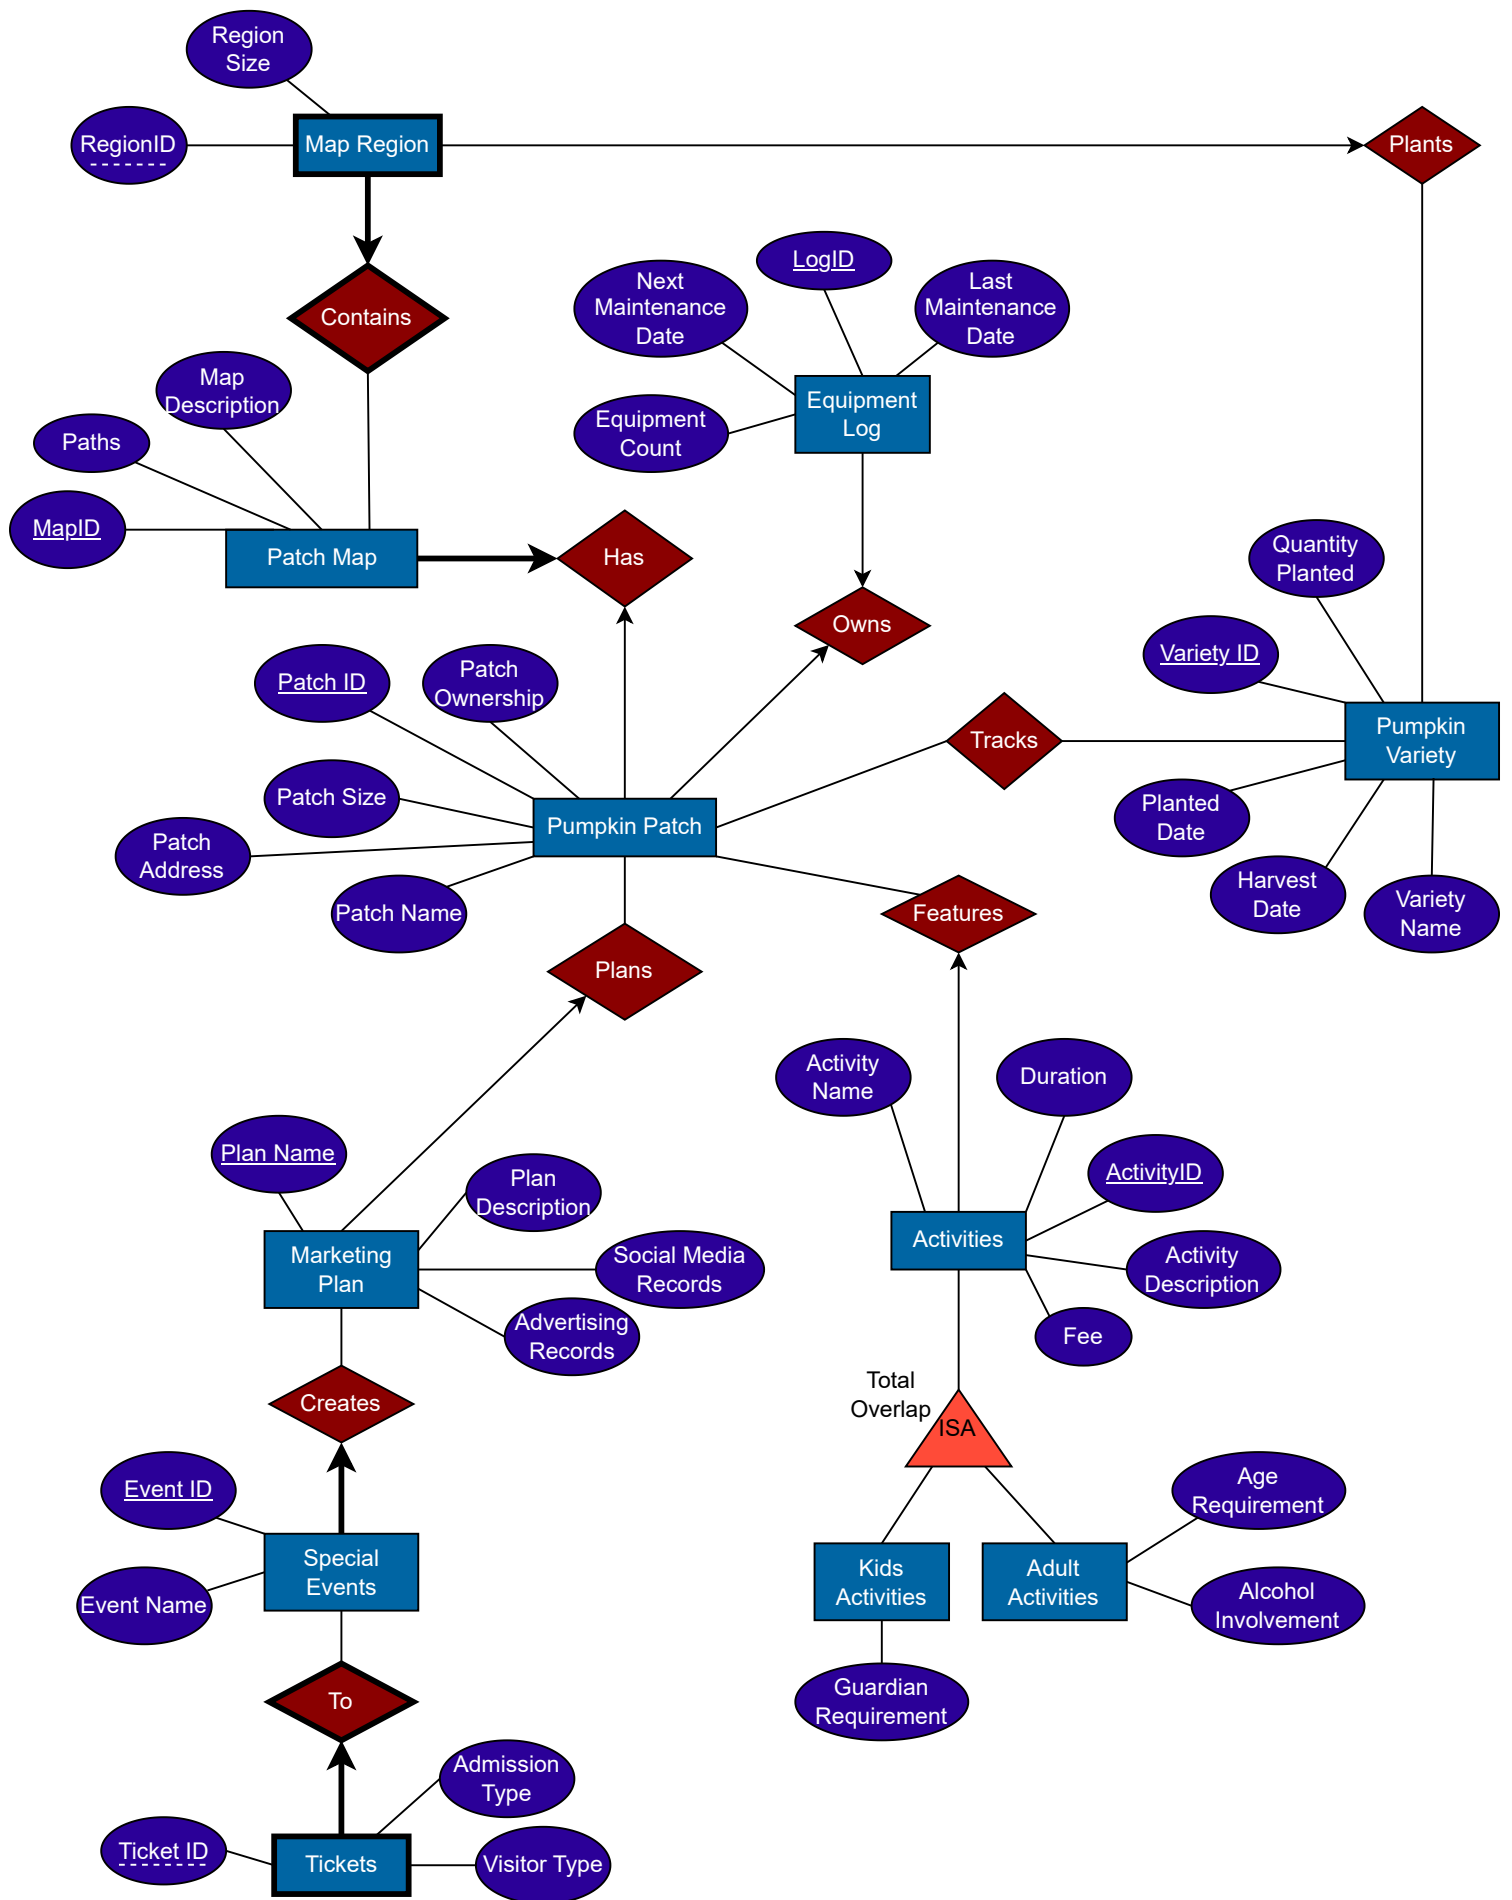 Region
Size
RegionID
Map Region
Plants
Contains
Next
Maintenance
Date
LogID
Last
Maintenance
Date
Map
Description
Paths
Equipment
Count
Equipment
Log
MapID
Patch Map
Has
Quantity
Planted
Owns
Variety ID
Patch ID
Patch
Ownership
Tracks
Pumpkin
Variety
Patch Size
Pumpkin Patch
Planted
Date
Patch
Address
Patch Name
Features
Harvest
Date
Variety
Name
Plans
Activity
Name
Duration
Plan Name
Plan
Description
ActivityID
Marketing
Plan
Social Media
Records
Activities
Activity
Description
Advertising
Records
Fee
Creates
Total
Overlap
ISA
Event ID
Age
Requirement
Special
Events
Event Name
Kids
Activities
Adult
Activities
Alcohol
Involvement
To
Guardian
Requirement
Admission
Type
Ticket ID
Tickets
Visitor Type